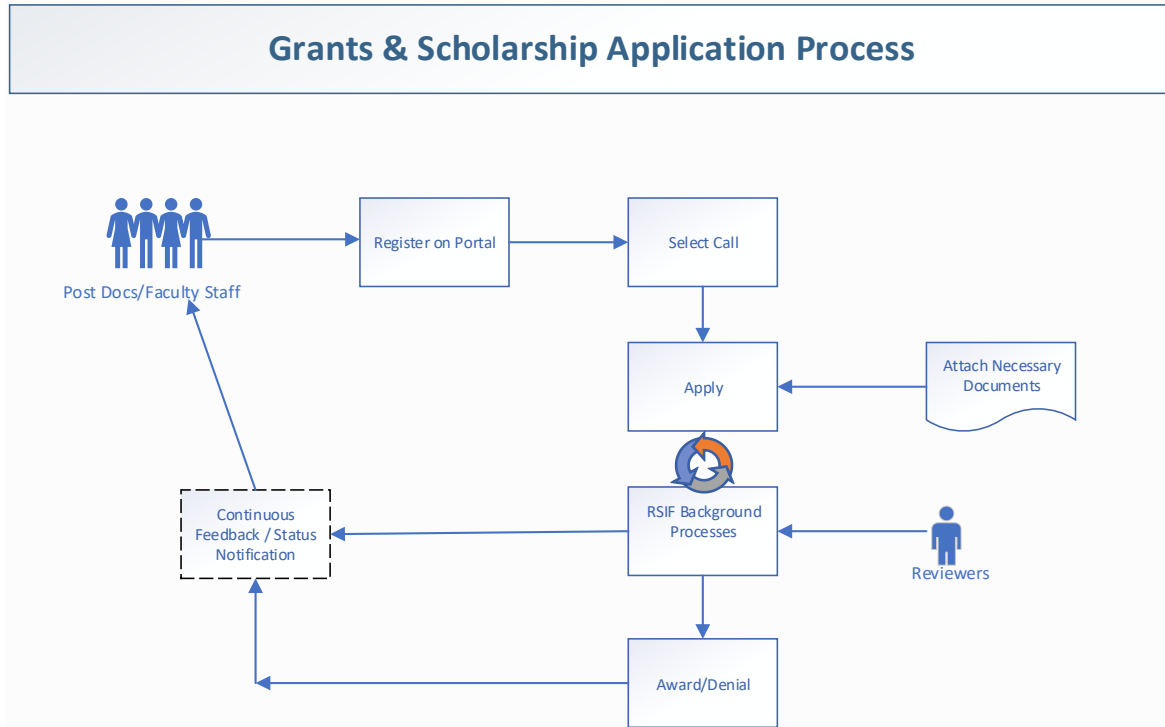 Grants & Scholarship Application Process
Post Docs/Faculty Staff
Register on Portal
Select Call
Apply
Attach Necessary
Documents
RSIF Background
Processes
Reviewers
Continuous
Feedback / Status
Notification
Award/Denial